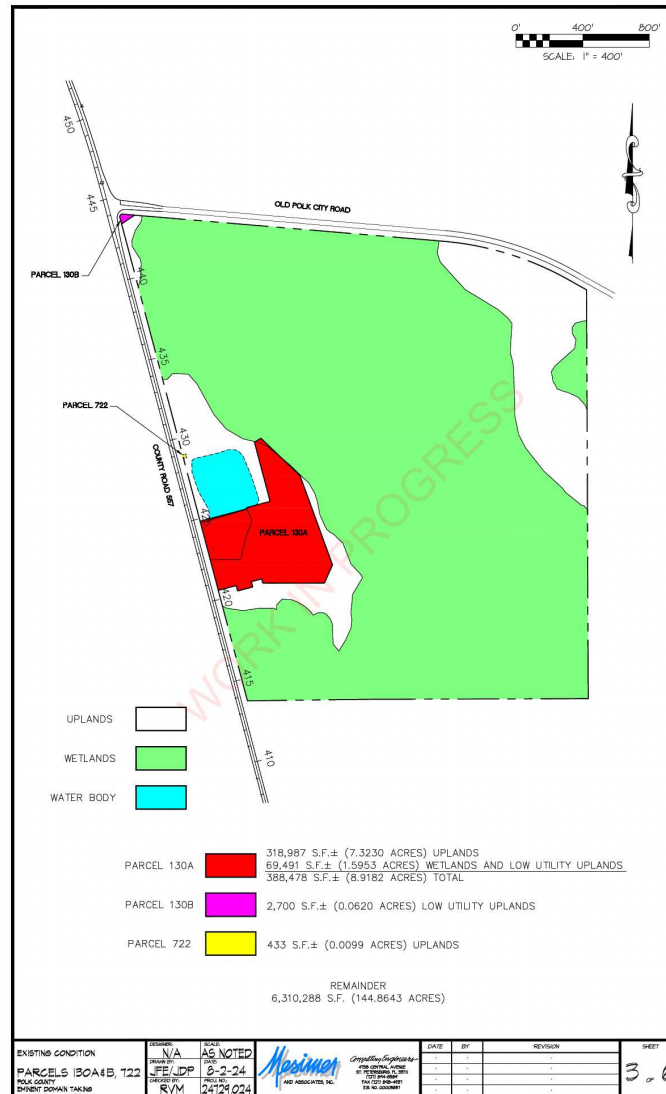 0' 400' 800'
SCALE: 1" = 400'
450
445
OLD POLK CITY ROAD
PARCEL 130B
440
435
PARCEL 722
430
COUNTY ROAD 557
PARCEL 130A
420
415
410
WORK IN PROGRESS
UPLANDS
WETLANDS
WATER BODY
PARCEL 130A
318,987 S.F.± (7.3230 ACRES) UPLANDS
69,491 S.F.± (1.5953 ACRES) WETLANDS AND LOW UTILITY UPLANDS
388,478 S.F.± (8.9182 ACRES) TOTAL
PARCEL 130B
2,700 S.F.± (0.0620 ACRES) LOW UTILITY UPLANDS
PARCEL 722
433 S.F.± (0.0099 ACRES) UPLANDS
REMAINDER
6,310,288 S.F. (144.8643 ACRES)
EXISTING CONDITION
PARCELS 130A&B, 722
POLK COUNTY
EMINENT DOMAIN TAKING
DESIGNER: N/A
SCALE: AS NOTED
DRAWN BY: JFE/JDP
DATE: 8-2-24
CHECKED BY: RVM
PROJ. NO.: 24129.024
Mesimer
AND ASSOCIATES, INC.
Consulting Engineers
DATE BY REVISION
SHEET
3 OF 6